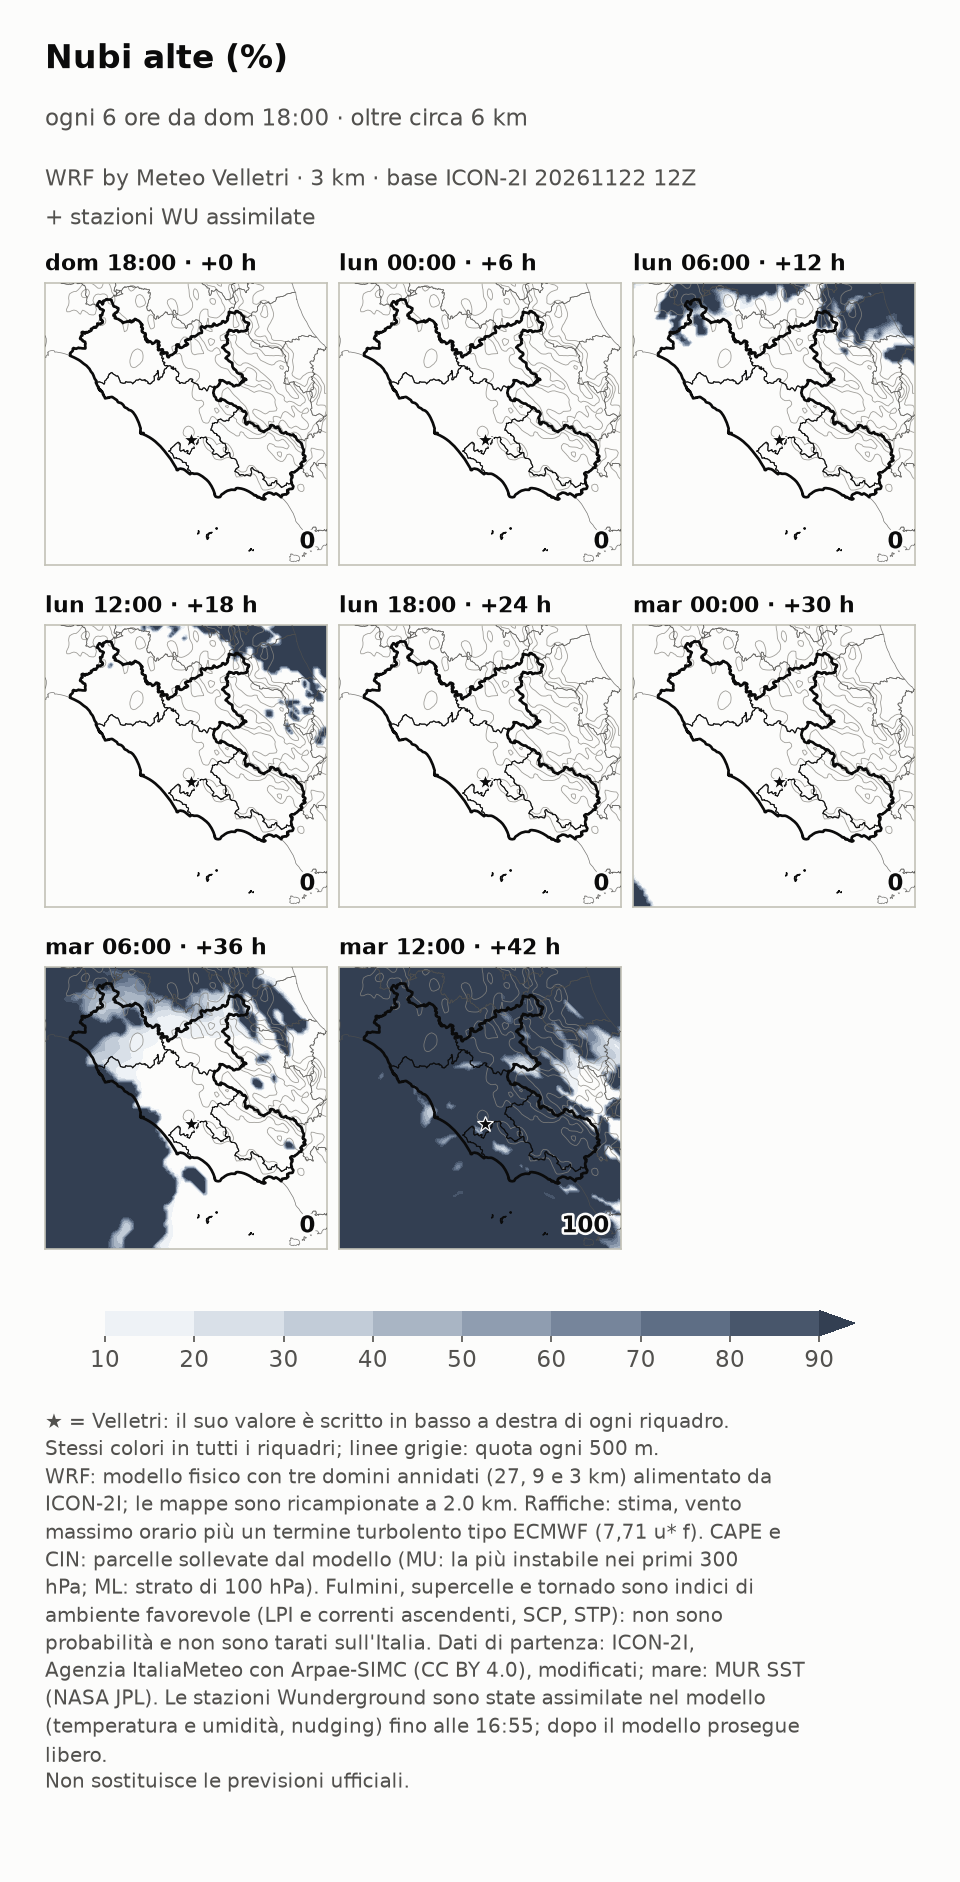 Nubi alte (%)
ogni 6 ore da dom 18:00 · oltre circa 6 km
WRF by Meteo Velletri · 3 km · base ICON-2I 20261122 12Z
+ stazioni WU assimilate
dom 18:00 · +0 h
lun 00:00 · +6 h
lun 06:00 · +12 h
0
0
0
lun 12:00 · +18 h
lun 18:00 · +24 h
mar 00:00 · +30 h
0
0
0
mar 06:00 · +36 h
mar 12:00 · +42 h
0
100
10 20 30 40 50 60 70 80 90
★ = Velletri: il suo valore è scritto in basso a destra di ogni riquadro.
Stessi colori in tutti i riquadri; linee grigie: quota ogni 500 m.
WRF: modello fisico con tre domini annidati (27, 9 e 3 km) alimentato da
ICON-2I; le mappe sono ricampionate a 2.0 km. Raffiche: stima, vento
massimo orario più un termine turbolento tipo ECMWF (7,71 u* f). CAPE e
CIN: parcelle sollevate dal modello (MU: la più instabile nei primi 300
hPa; ML: strato di 100 hPa). Fulmini, supercelle e tornado sono indici di
ambiente favorevole (LPI e correnti ascendenti, SCP, STP): non sono
probabilità e non sono tarati sull'Italia. Dati di partenza: ICON-2I,
Agenzia ItaliaMeteo con Arpae-SIMC (CC BY 4.0), modificati; mare: MUR SST
(NASA JPL). Le stazioni Wunderground sono state assimilate nel modello
(temperatura e umidità, nudging) fino alle 16:55; dopo il modello prosegue
libero.
Non sostituisce le previsioni ufficiali.